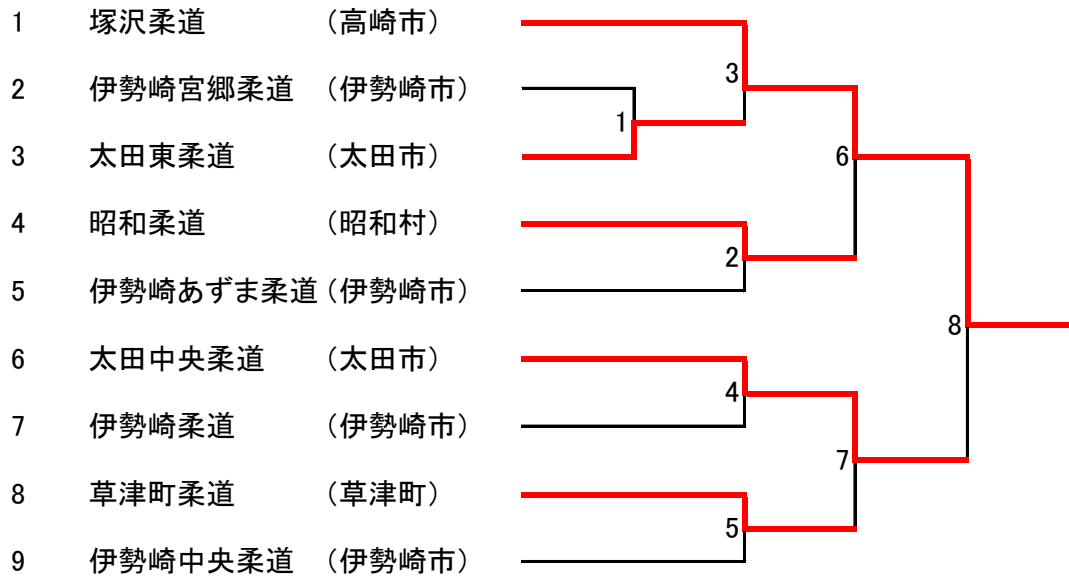 1 塚沢柔道 （高崎市）
2 伊勢崎宮郷柔道 （伊勢崎市）
3 太田東柔道 （太田市）
4 昭和柔道 （昭和村）
5 伊勢崎あずま柔道 （伊勢崎市）
6 太田中央柔道 （太田市）
7 伊勢崎柔道 （伊勢崎市）
8 草津町柔道 （草津町）
9 伊勢崎中央柔道 （伊勢崎市）
3
1
6
2
8
4
7
5